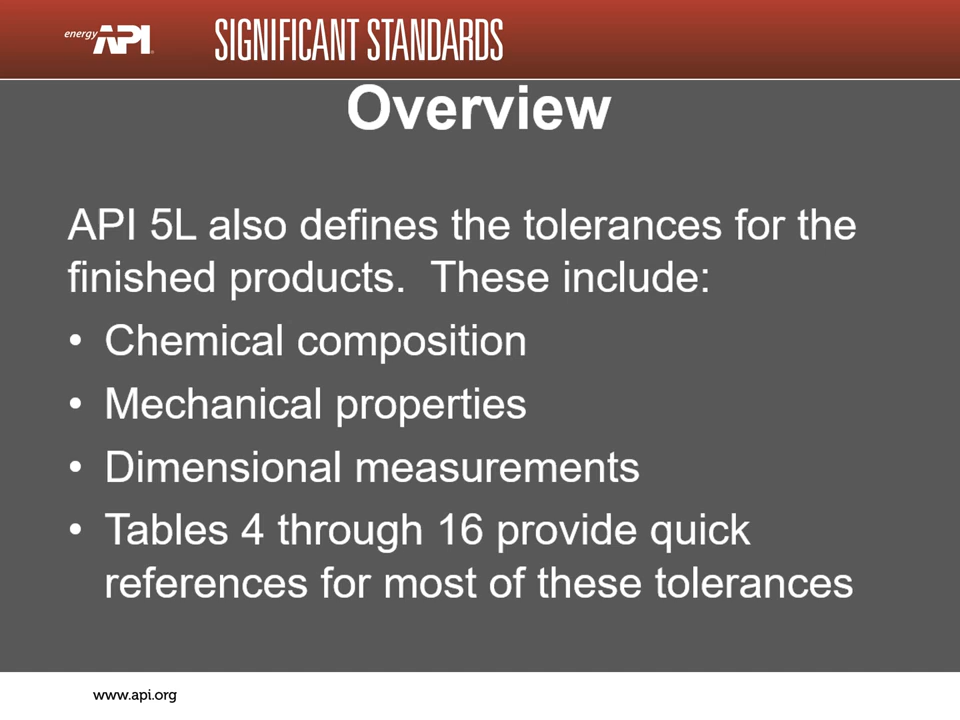 energy API
SIGNIFICANT STANDARDS
Overview
API 5L also defines the tolerances for the
finished products.  These include:
• Chemical composition
• Mechanical properties
• Dimensional measurements
• Tables 4 through 16 provide quick
references for most of these tolerances
www.api.org